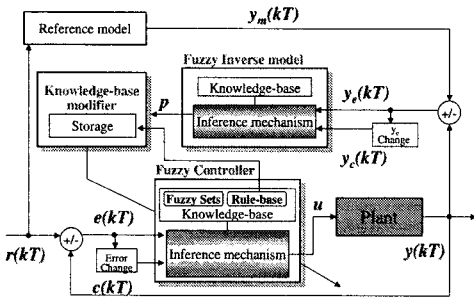 y_m(kT)
Reference model
Fuzzy Inverse model
Knowledge-base
modifier
Storage
Knowledge-base
Inference mechanism
p
y_e(kT)
+/-
y_c
Change
y_c(kT)
Fuzzy Controller
Fuzzy Sets
Rule-base
Knowledge-base
u
Plant
e(kT)
+/-
r(kT)
Error
Change
Inference mechanism
y(kT)
c(kT)